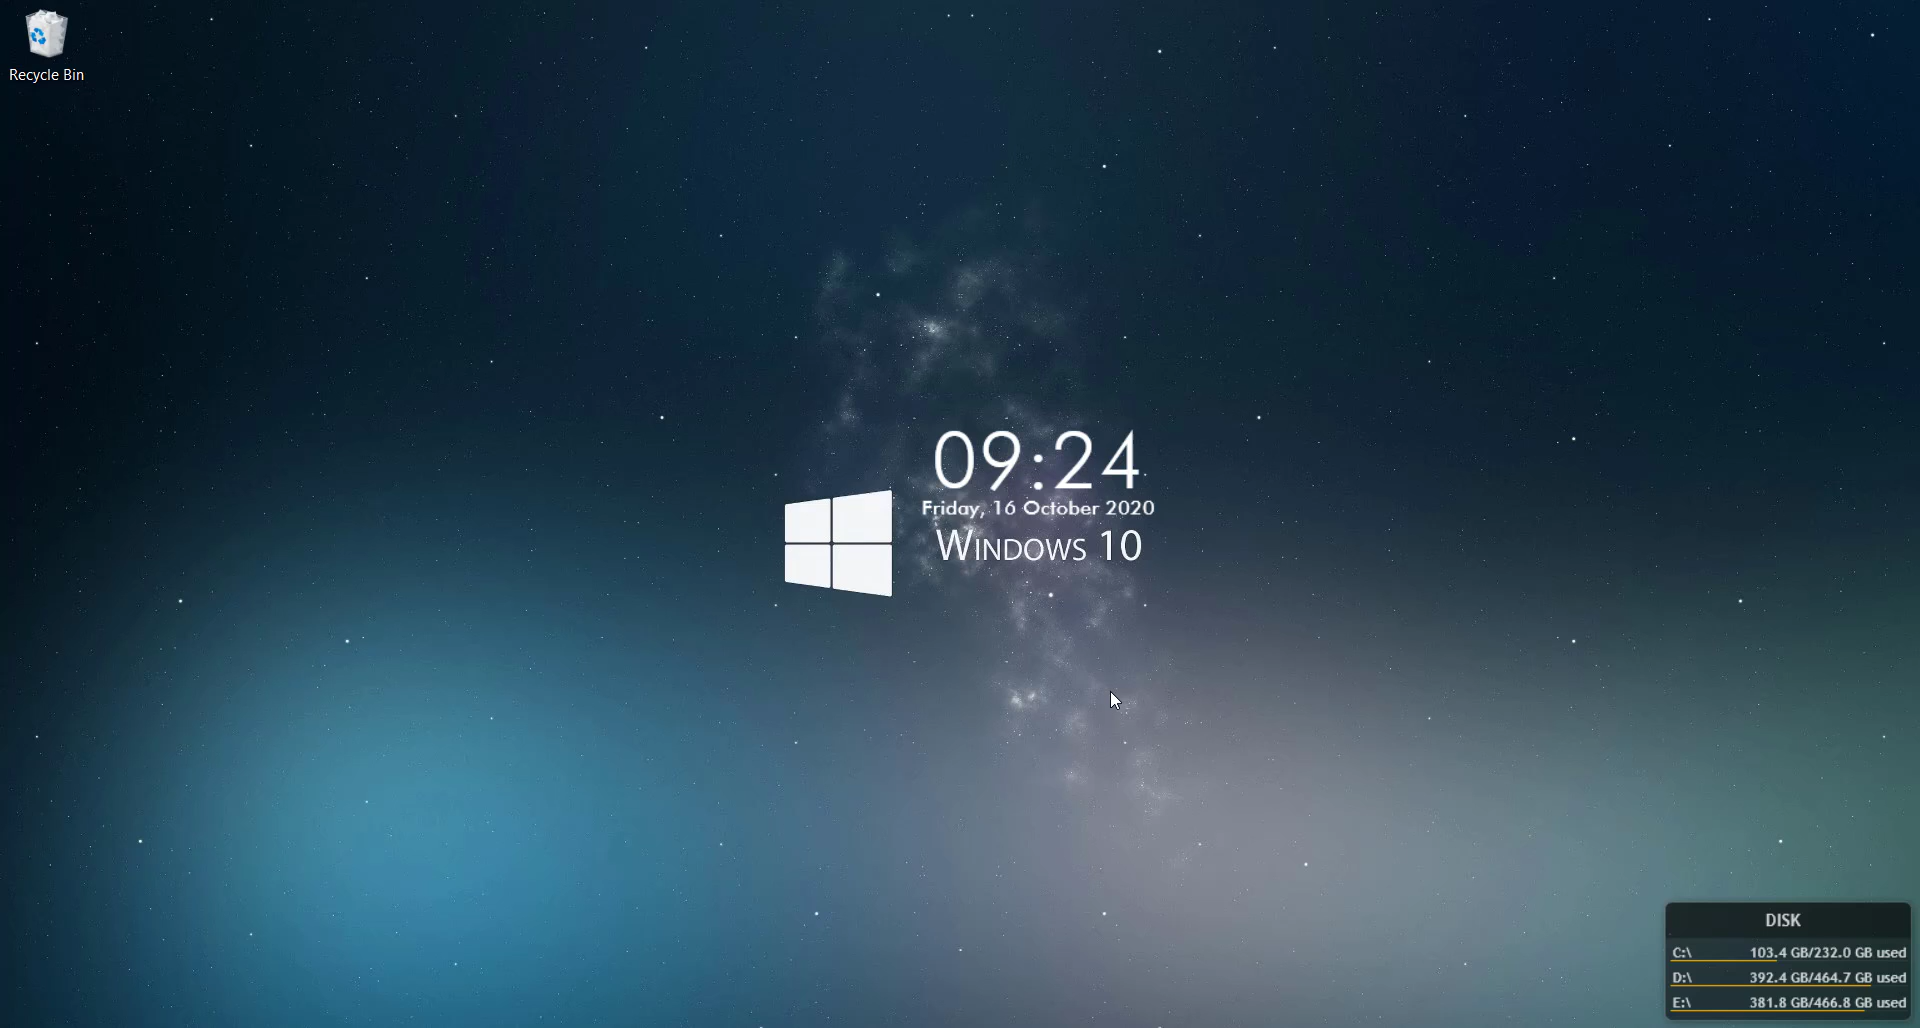 Recycle Bin
09:24
Friday, 16 October 2020
WINDOWS 10
DISK
C:\ 103.4 GB/232.0 GB used
D:\ 392.4 GB/464.7 GB used
E:\ 381.8 GB/466.8 GB used